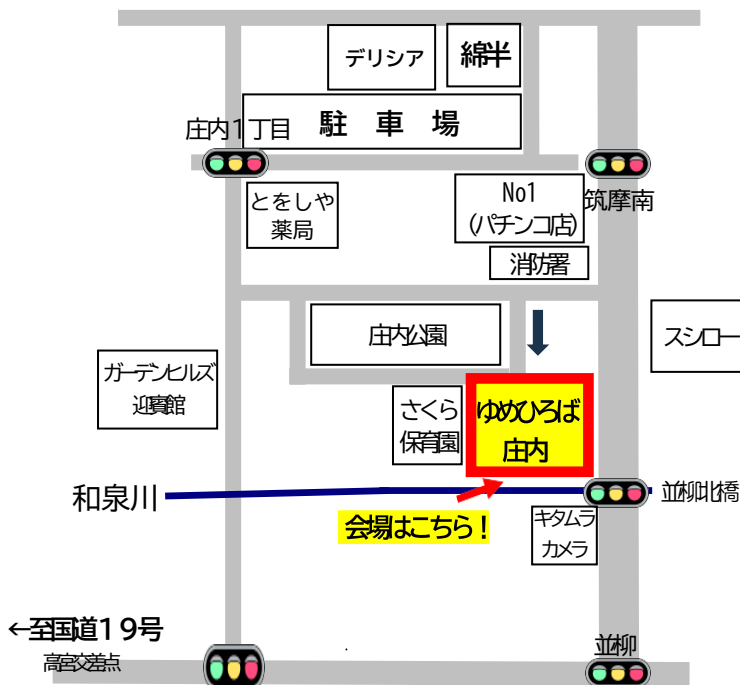 デリシア
綿半
駐 車 場
庄内1丁目
とをしや
薬局
No1
(パチンコ店)
筑摩南
消防署
庄内公園
スシロー
ガーデンヒルズ
迎賓館
さくら
保育園
ゆめひろば
庄内
和泉川
並柳北橋
会場はこちら!
キタムラ
カメラ
←至国道19号
高宮交差点
並柳